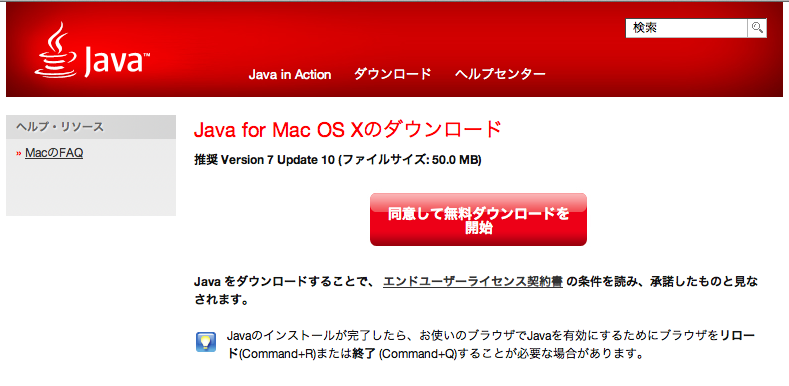 検索
Java™
Java in Action ダウンロード ヘルプセンター
ヘルプ・リソース
» MacのFAQ
Java for Mac OS Xのダウンロード
推奨 Version 7 Update 10 (ファイルサイズ: 50.0 MB)
同意して無料ダウンロードを
開始
Java をダウンロードすることで、 エンドユーザーライセンス契約書 の条件を読み、承諾したものと見な
されます。
Javaのインストールが完了したら、お使いのブラウザでJavaを有効にするためにブラウザをリロー
ド(Command+R)または終了 (Command+Q)することが必要な場合があります。